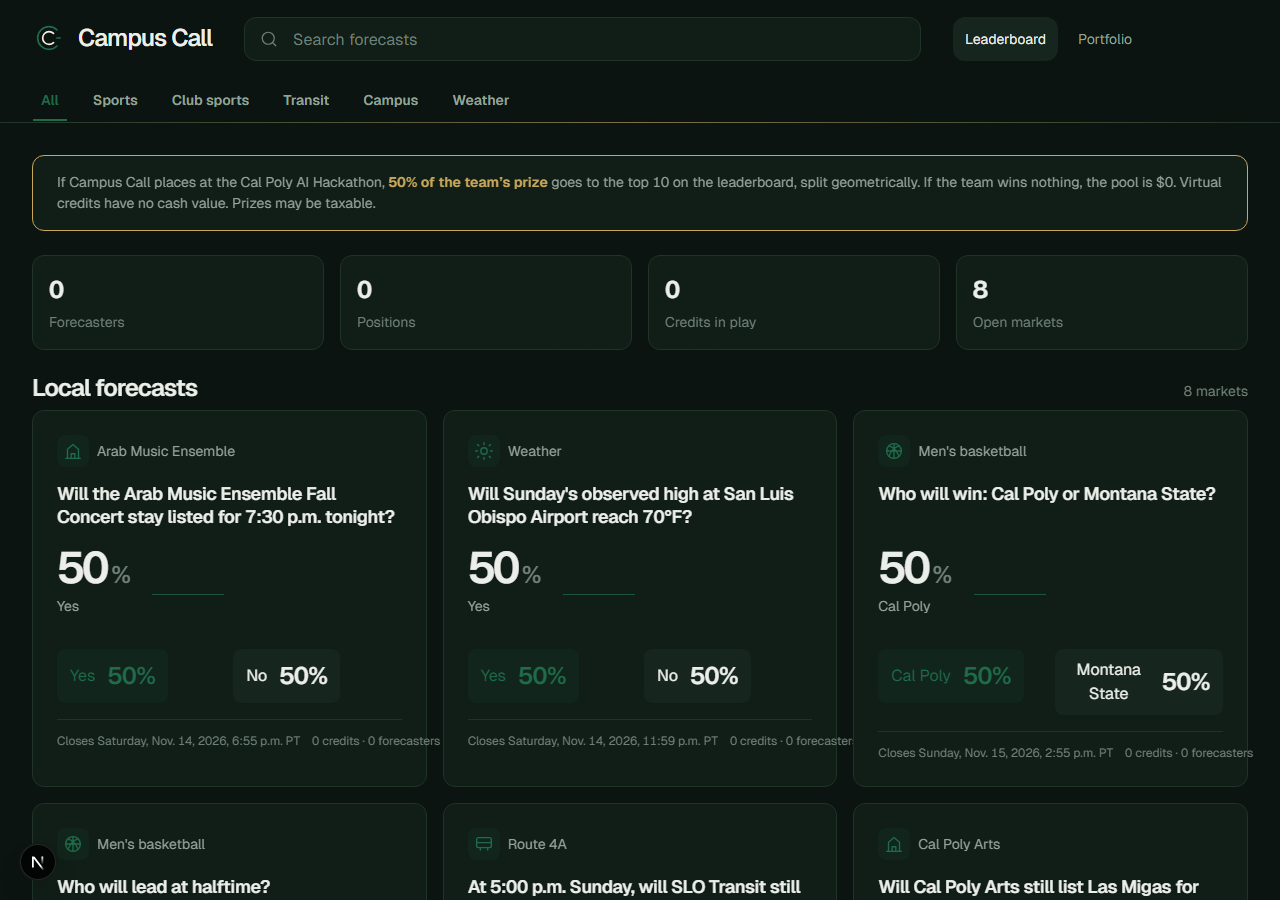 Campus Call
Search forecasts
Leaderboard
Portfolio
All
Sports
Club sports
Transit
Campus
Weather
If Campus Call places at the Cal Poly AI Hackathon, 50% of the team's prize goes to the top 10 on the leaderboard, split geometrically. If the team wins nothing, the pool is $0. Virtual
credits have no cash value. Prizes may be taxable.
0
Forecasters
0
Positions
0
Credits in play
8
Open markets
Local forecasts
8 markets
Arab Music Ensemble
Will the Arab Music Ensemble Fall
Concert stay listed for 7:30 p.m. tonight?
50%
Yes
Yes 50%
No 50%
Closes Saturday, Nov. 14, 2026, 6:55 p.m. PT
0 credits · 0 forecasters
Weather
Will Sunday's observed high at San Luis
Obispo Airport reach 70°F?
50%
Yes
Yes 50%
No 50%
Closes Saturday, Nov. 14, 2026, 11:59 p.m. PT
0 credits · 0 forecasters
Men's basketball
Who will win: Cal Poly or Montana State?
50%
Cal Poly
Cal Poly 50%
Montana
State
50%
Closes Sunday, Nov. 15, 2026, 2:55 p.m. PT
0 credits · 0 forecasters
Men's basketball
Who will lead at halftime?
Route 4A
At 5:00 p.m. Sunday, will SLO Transit still
Cal Poly Arts
Will Cal Poly Arts still list Las Migas for
N